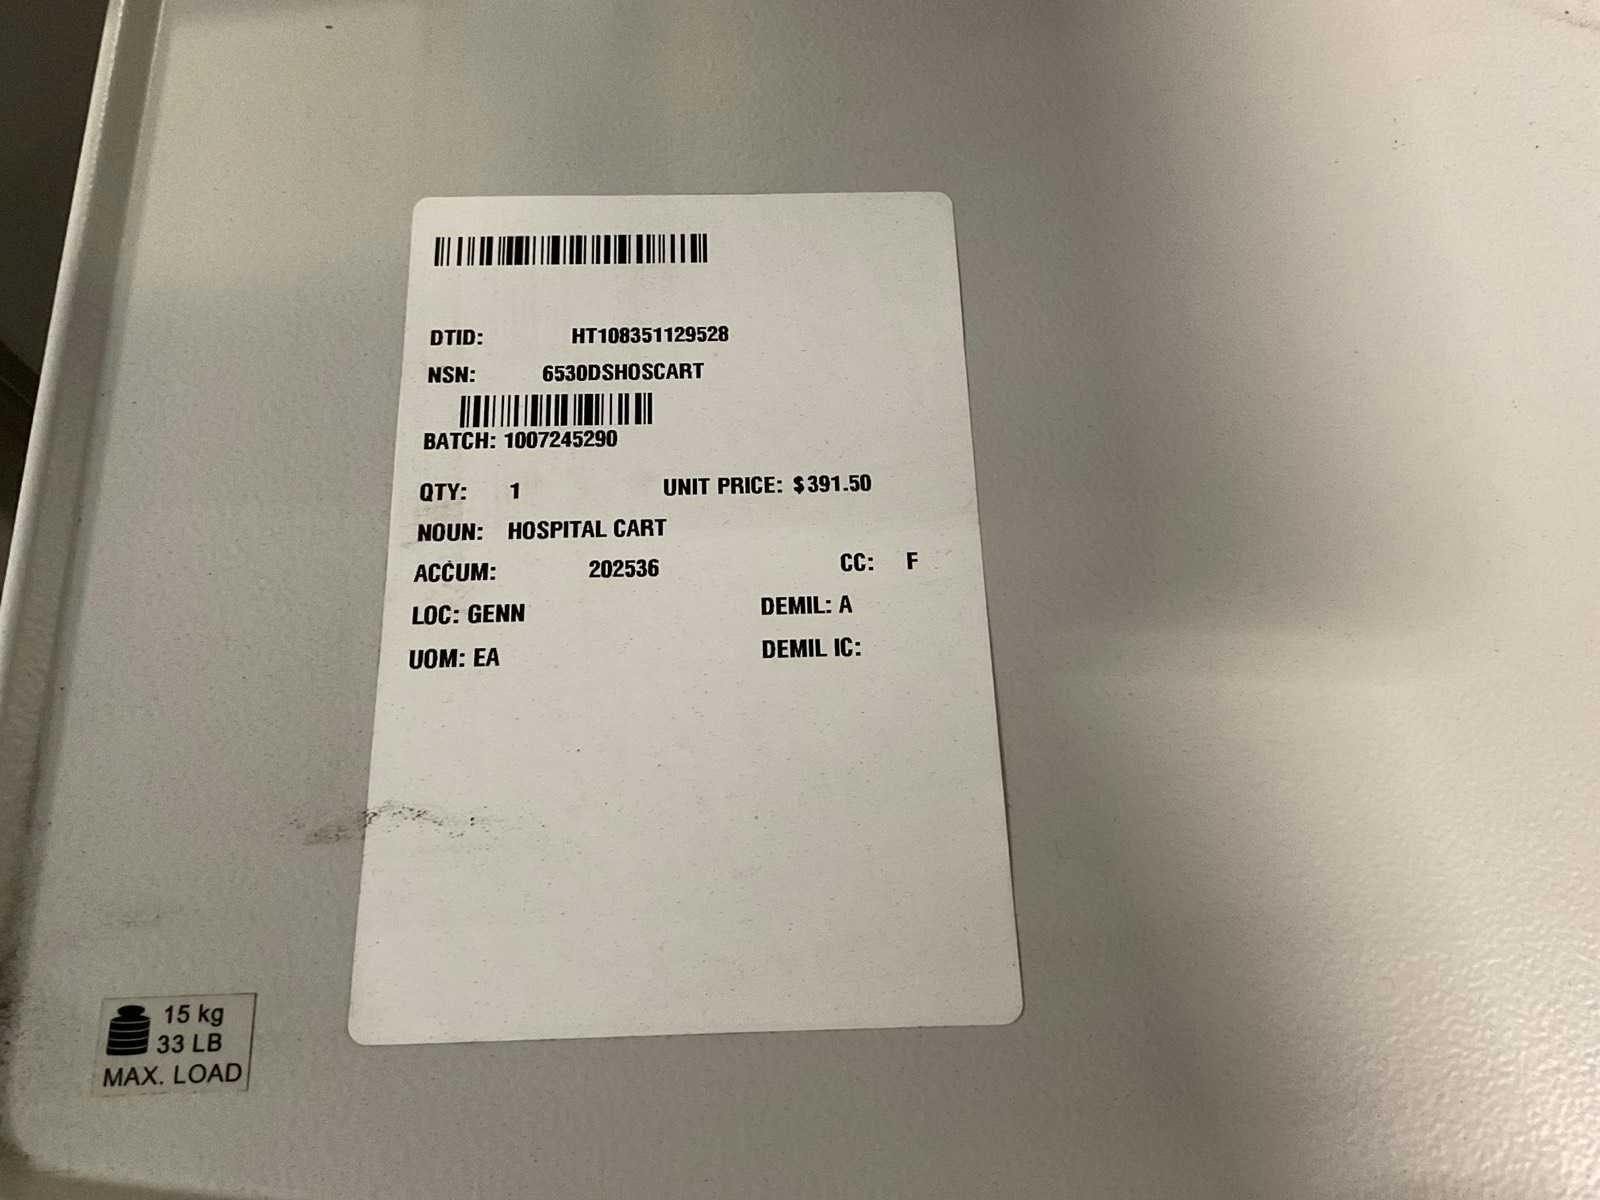 DTID: HT108351129528
NSN: 6530DSHOSCART
BATCH: 1007245290
QTY: 1 UNIT PRICE: $391.50
NOUN: HOSPITAL CART
ACCUM: 202536 CC: F
LOC: GENN DEMIL: A
UOM: EA DEMIL IC:
15 kg
33 LB
MAX. LOAD